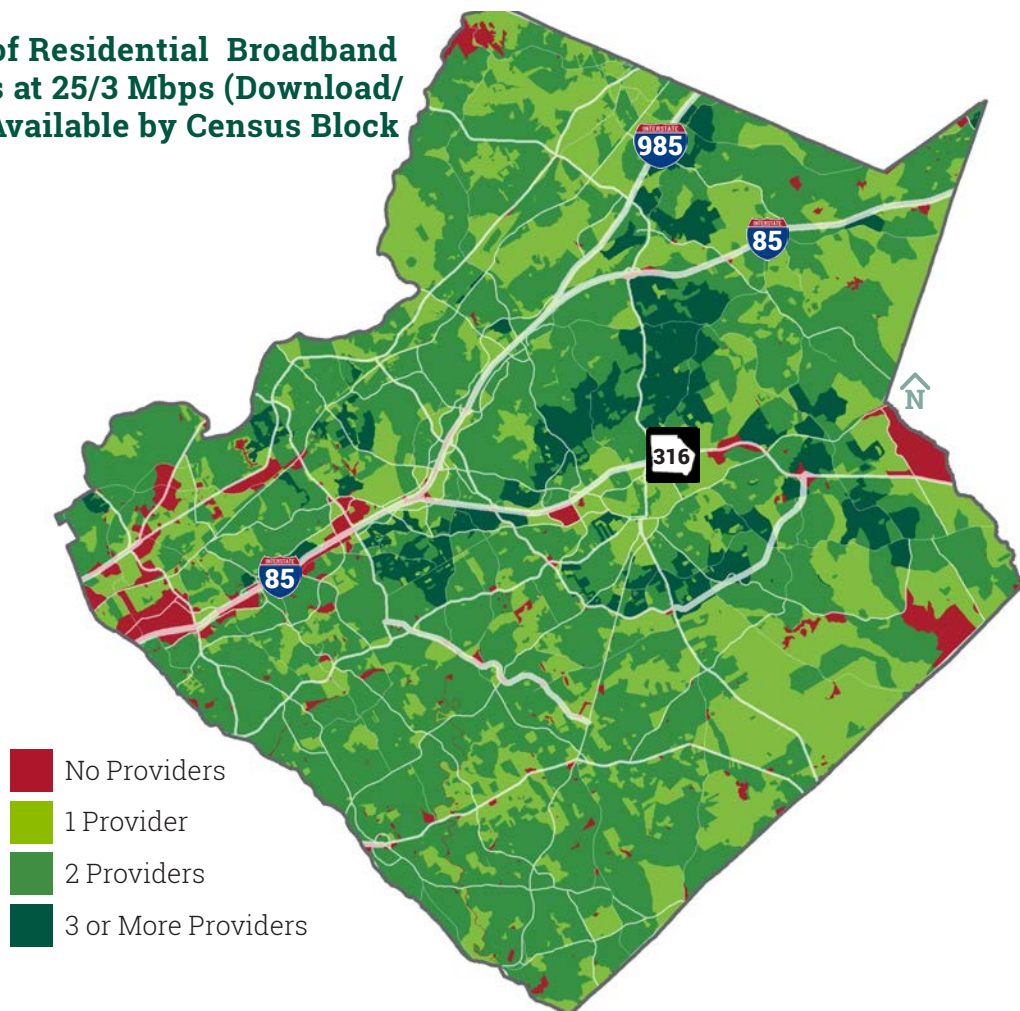 of Residential Broadband
s at 25/3 Mbps (Download/
Available by Census Block
INTERSTATE
985
INTERSTATE
85
N
316
INTERSTATE
85
No Providers
1 Provider
2 Providers
3 or More Providers